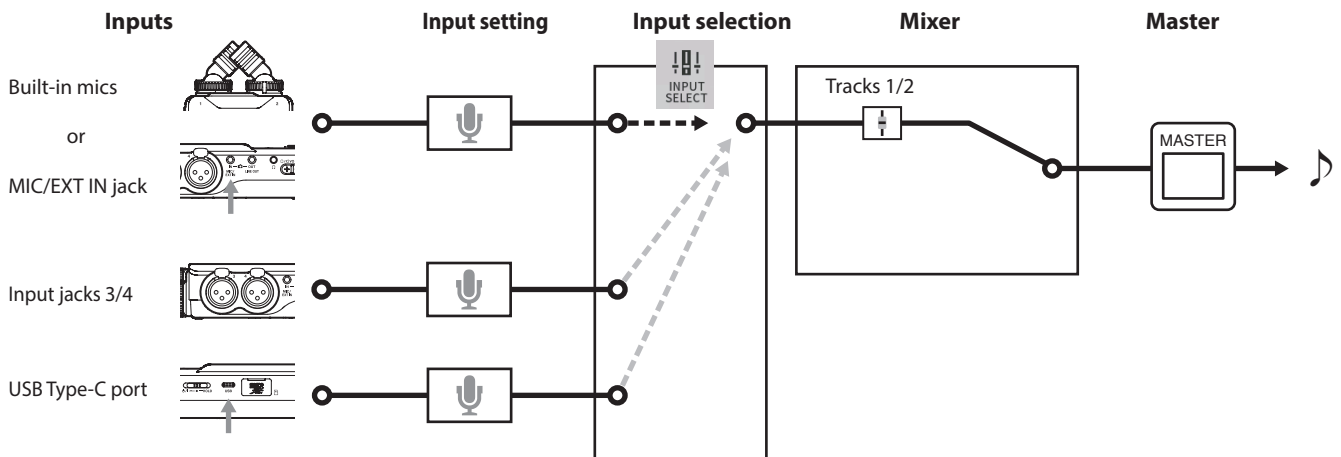 Inputs
Input setting
Input selection
Mixer
Master
Built-in mics
or
MIC/EXT IN jack
INPUT
SELECT
Tracks 1/2
MASTER
Input jacks 3/4
USB Type-C port
USB